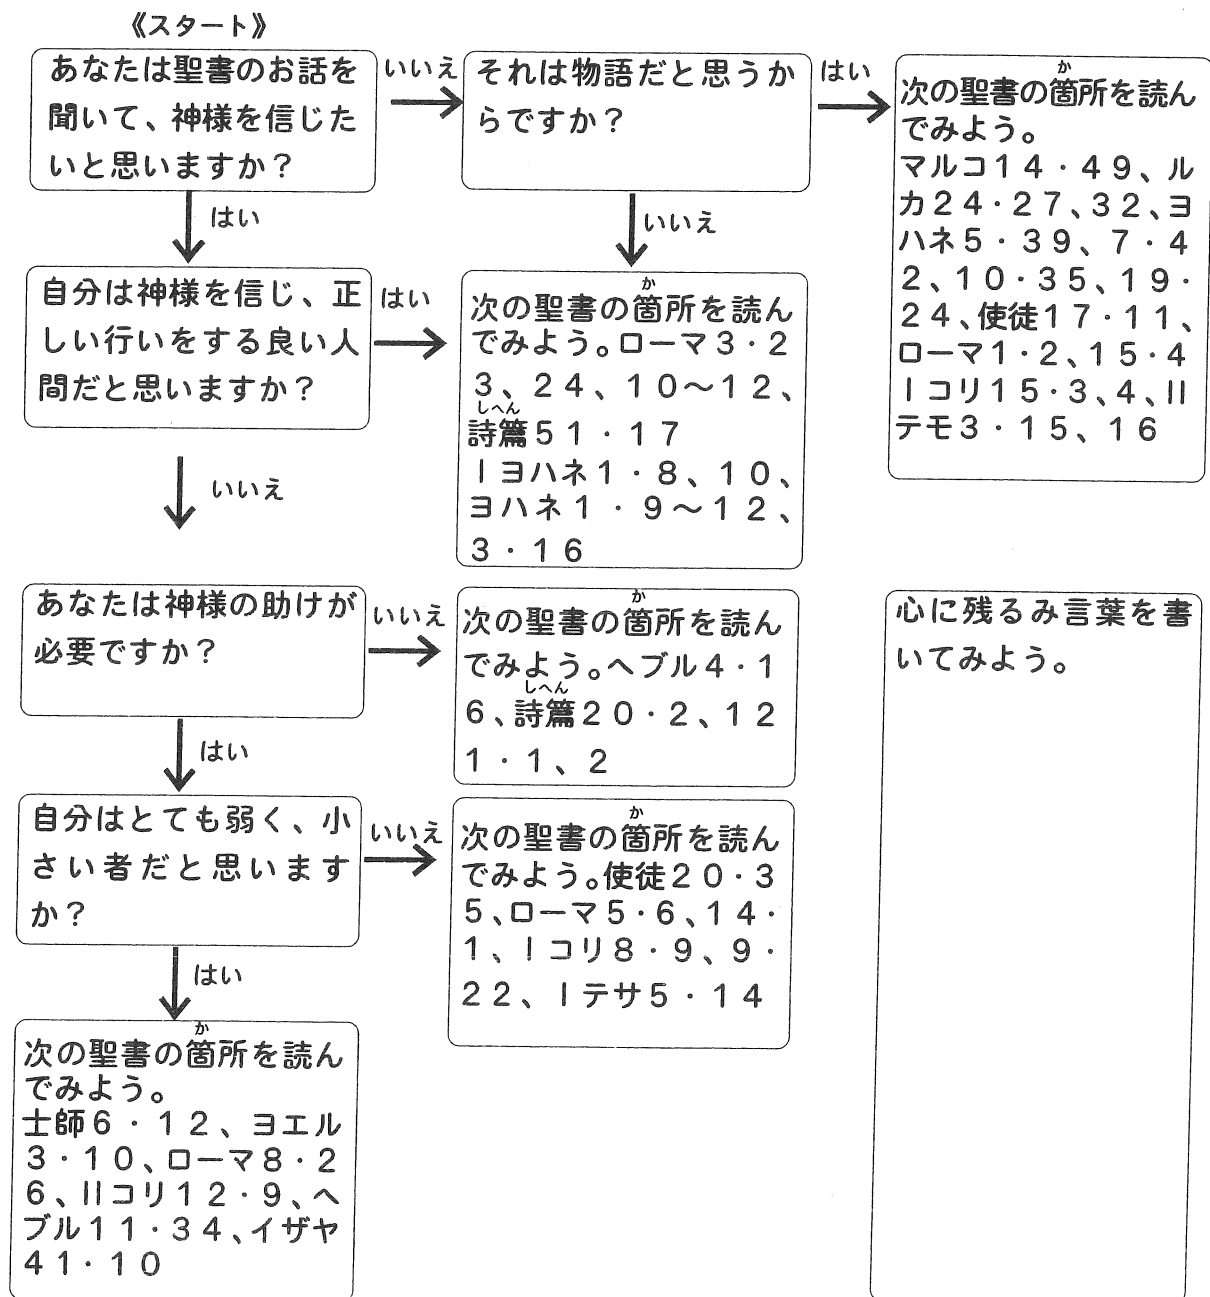 《スタート》
あなたは聖書のお話を
聞いて、神様を信じた
いと思いますか？
いいえ
それは物語だと思うか
らですか？
はい
次の聖書の箇所を読ん
か
でみよう。
マルコ１４・４９、ル
カ２４・２７、３２、ヨ
ハネ５・３９、７・４
２、１０・３５、１９・
２４、使徒１７・１１、
ローマ１・２、１５・４
Ⅰコリ１５・３、４、Ⅱ
テモ３・１５、１６
はい
いいえ
自分は神様を信じ、正
しい行いをする良い人
間だと思いますか？
はい
か
次の聖書の箇所を読ん
でみよう。ローマ３・２
３、２４、１０～１２、
しへん
詩篇５１・１７
Ⅰヨハネ１・８、１０、
ヨハネ１・９～１２、
３・１６
いいえ
あなたは神様の助けが
必要ですか？
いいえ
か
次の聖書の箇所を読ん
でみよう。ヘブル４・１
しへん
６、詩篇２０・２、１２
１・１、２
心に残るみ言葉を書
いてみよう。
はい
自分はとても弱く、小
さい者だと思います
か？
いいえ
か
次の聖書の箇所を読ん
でみよう。使徒２０・３
５、ローマ５・６、１４・
１、Ⅰコリ８・９、９・
２２、Ⅰテサ５・１４
はい
か
次の聖書の箇所を読ん
でみよう。
士師６・１２、ヨエル
３・１０、ローマ８・２
６、Ⅱコリ１２・９、ヘ
ブル１１・３４、イザヤ
４１・１０